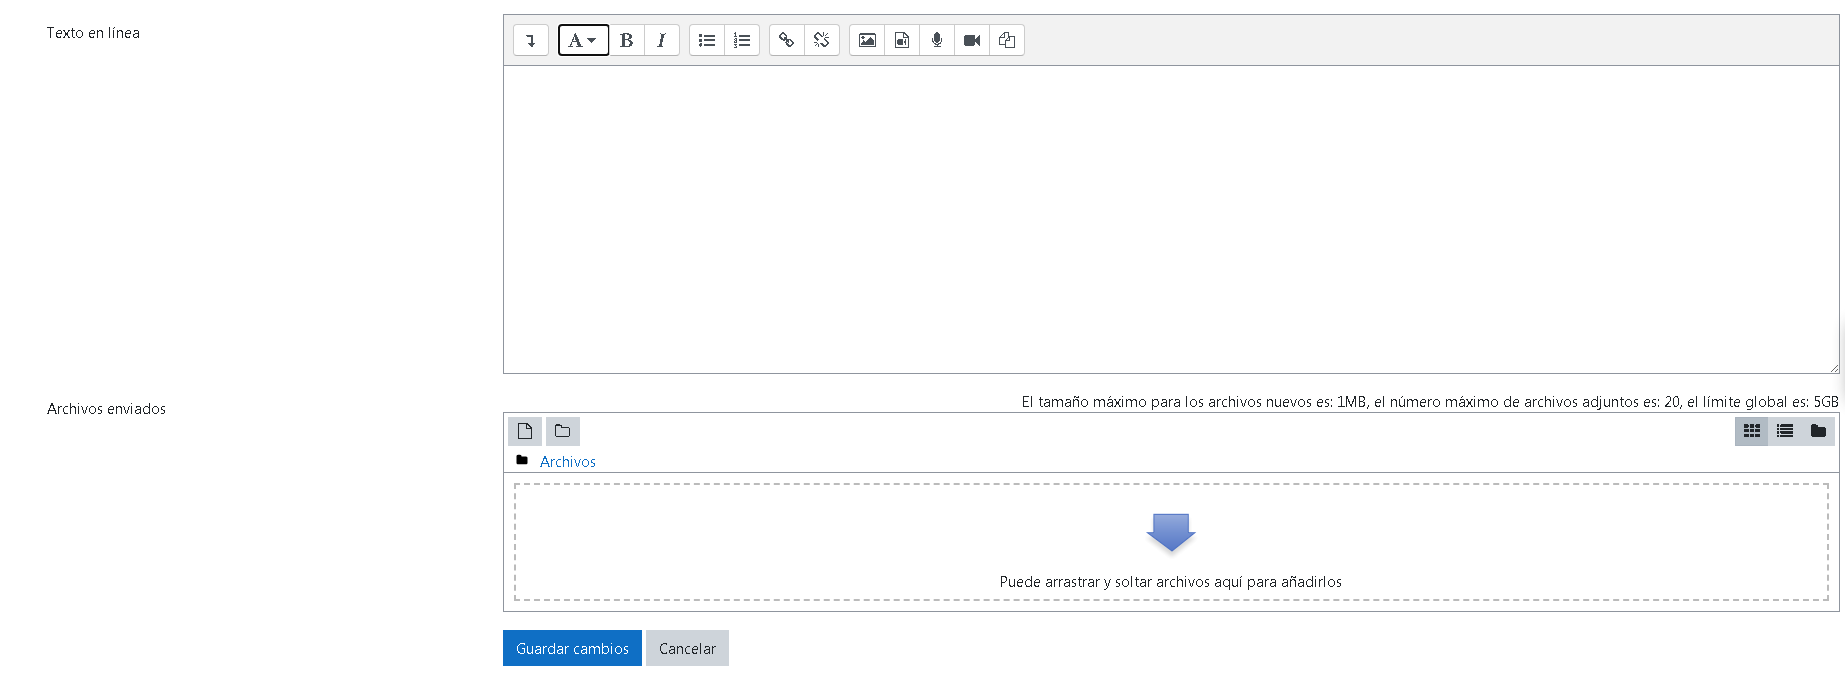 Texto en línea
A
B
I
Archivos enviados
El tamaño máximo para los archivos nuevos es: 1MB, el número máximo de archivos adjuntos es: 20, el límite global es: 5GB
Archivos
Puede arrastrar y soltar archivos aquí para añadirlos
Guardar cambios
Cancelar